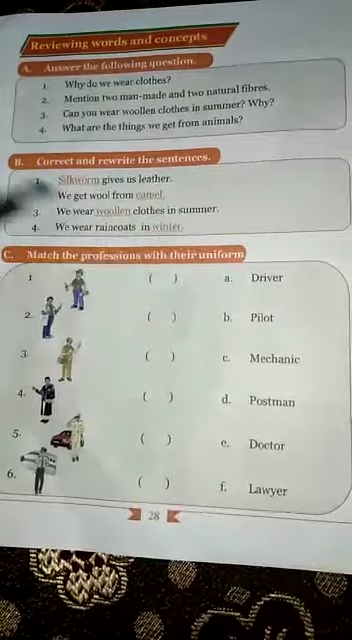 Reviewing words and concepts
A. Answer the following question.
1. Why do we wear clothes?
2. Mention two man-made and two natural fibres.
3. Can you wear woollen clothes in summer? Why?
4. What are the things we get from animals?
B. Correct and rewrite the sentences.
1. Silkworm gives us leather.
We get wool from camel.
3. We wear woollen clothes in summer.
4. We wear raincoats in winter.
C. Match the professions with their uniform
1 ( ) a. Driver
2. ( ) b. Pilot
3. ( ) c. Mechanic
4. ( ) d. Postman
5. ( ) e. Doctor
6. ( ) f. Lawyer
28